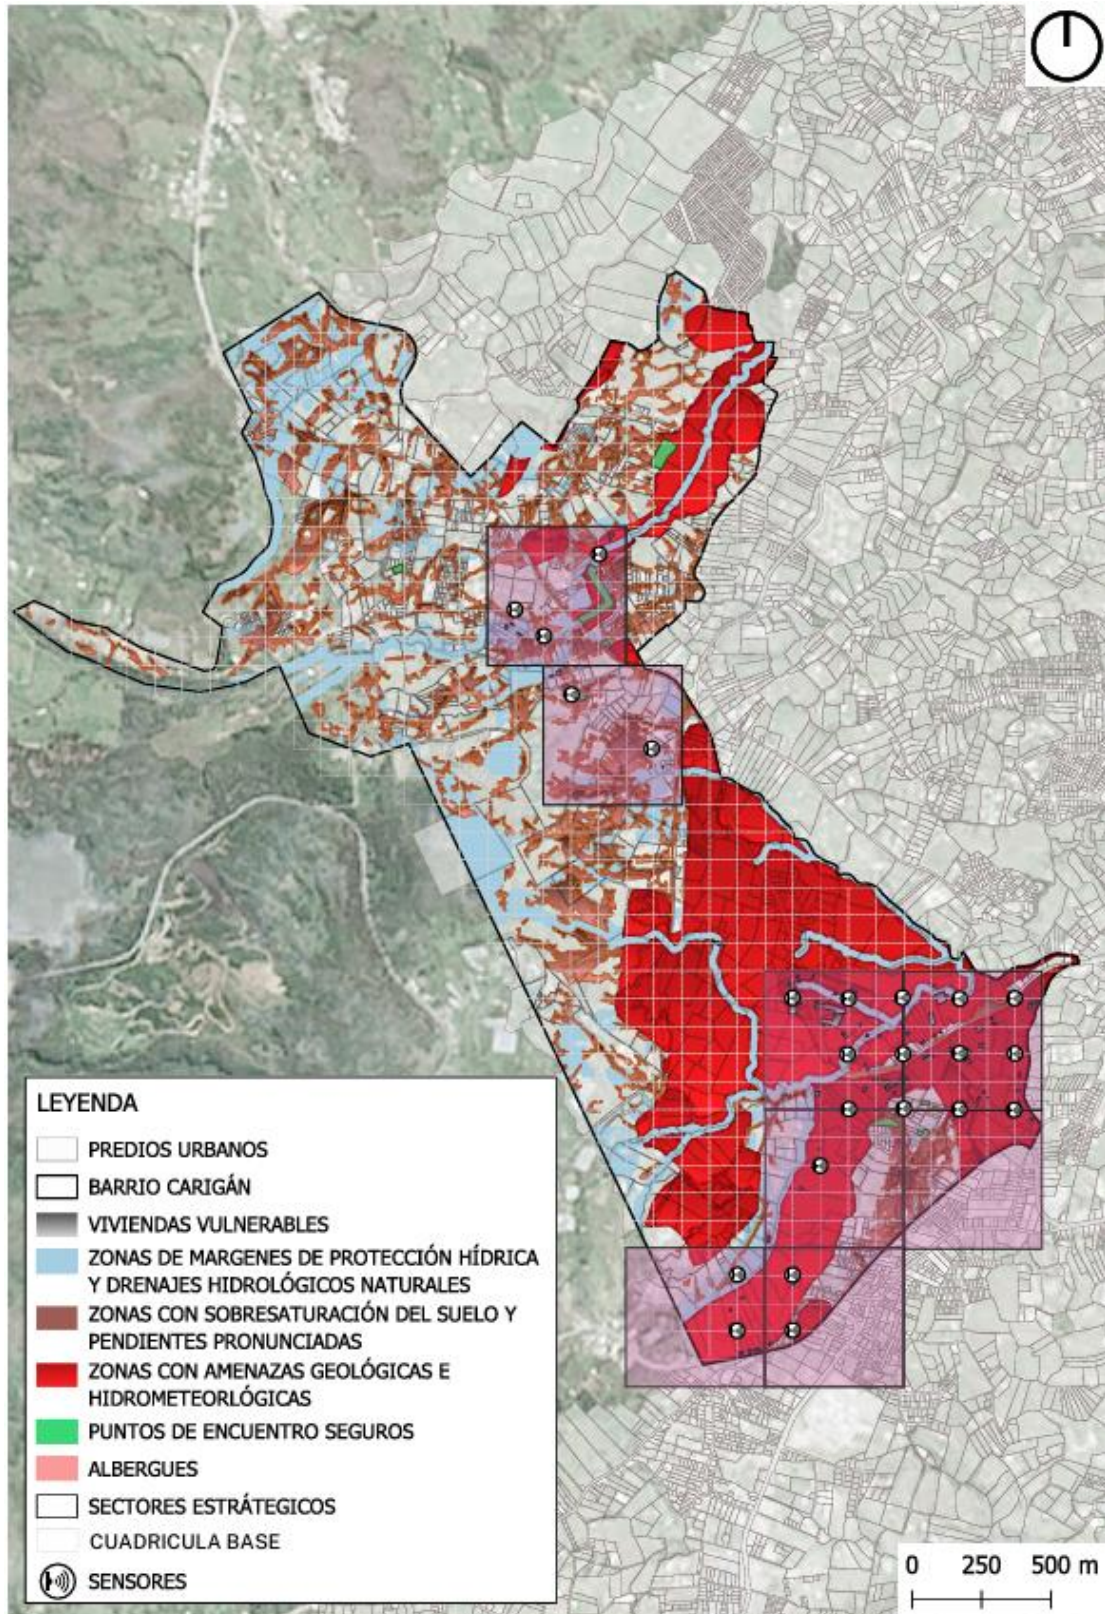 LEYENDA
PREDIOS URBANOS
BARRIO CARIGÁN
VIVIENDAS VULNERABLES
ZONAS DE MARGENES DE PROTECCIÓN HÍDRICA
Y DRENAJES HIDROLÓGICOS NATURALES
ZONAS CON SOBRESATURACIÓN DEL SUELO Y
PENDIENTES PRONUNCIADAS
ZONAS CON AMENAZAS GEOLÓGICAS E
HIDROMETEORLÓGICAS
PUNTOS DE ENCUENTRO SEGUROS
ALBERGUES
SECTORES ESTRÁTEGICOS
CUADRICULA BASE
SENSORES
0 250 500 m